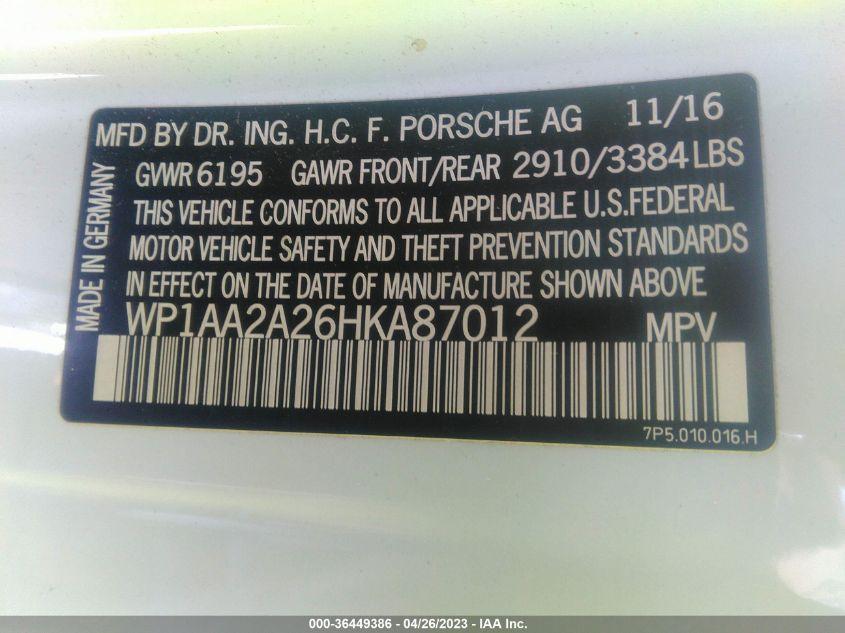 MFD BY DR. ING. H.C. F. PORSCHE AG 11/16
GVWR 6195 GAWR FRONT/REAR 2910/3384 LBS
THIS VEHICLE CONFORMS TO ALL APPLICABLE U.S.FEDERAL
MOTOR VEHICLE SAFETY AND THEFT PREVENTION STANDARDS
IN EFFECT ON THE DATE OF MANUFACTURE SHOWN ABOVE
WP1AA2A26HKA87012 MPV
MADE IN GERMANY
7P5.010.016.H
000-36449386 - 04/26/2023 - IAA Inc.